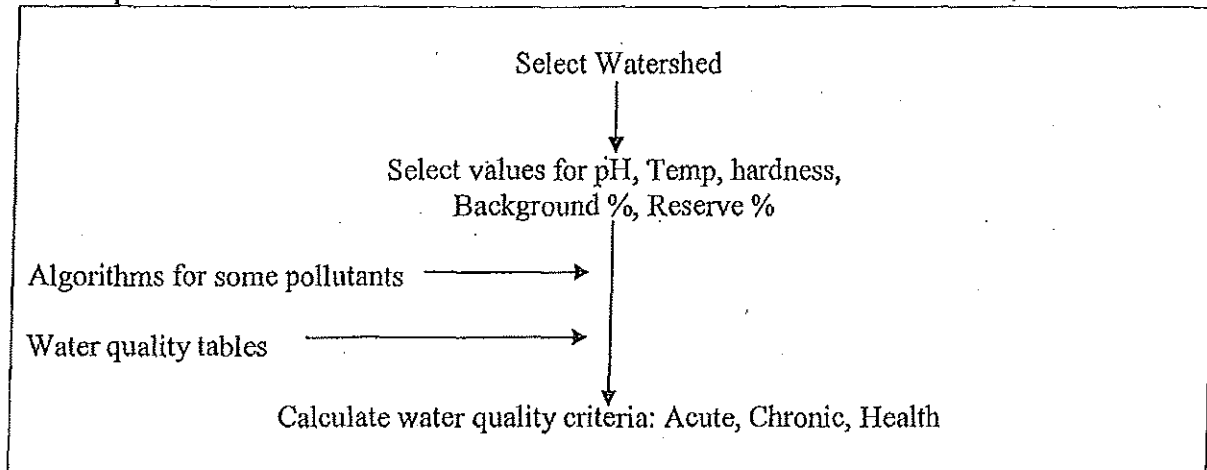 Select Watershed
Select values for pH, Temp, hardness,
Background %, Reserve %
Algorithms for some pollutants
Water quality tables
Calculate water quality criteria: Acute, Chronic, Health